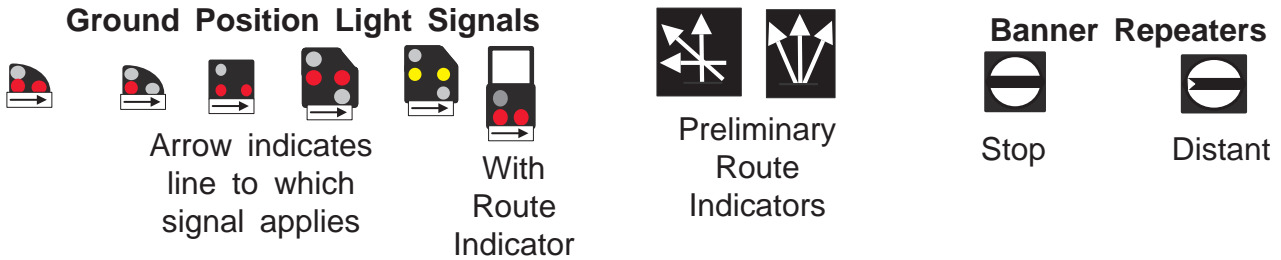 Ground Position Light Signals
Arrow indicates
line to which
signal applies
With
Route
Indicator
Preliminary
Route
Indicators
Banner Repeaters
Stop
Distant